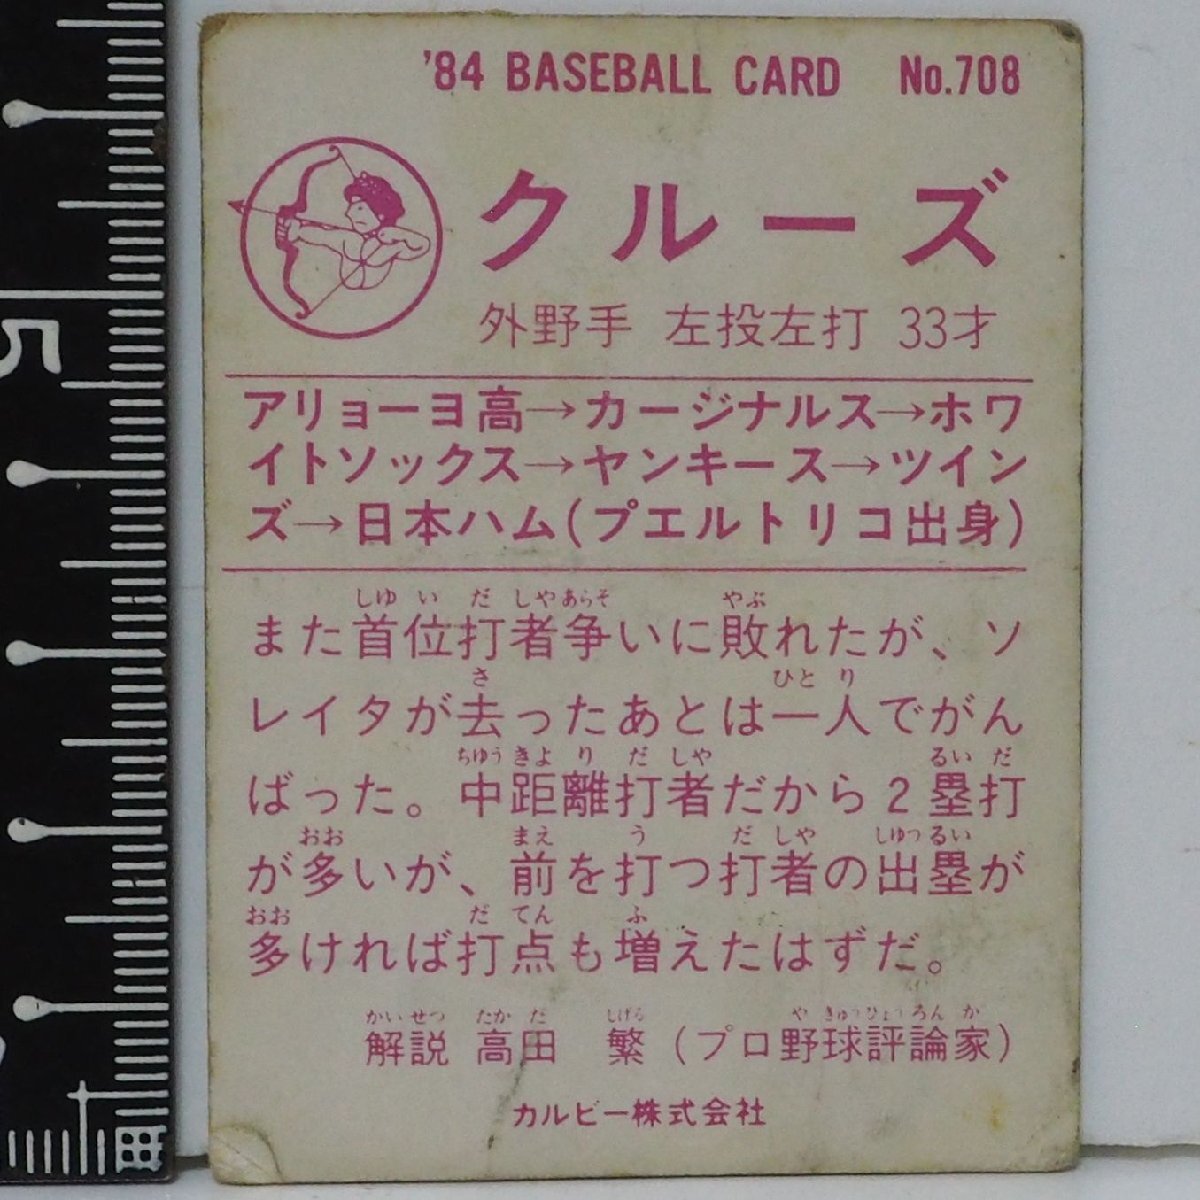 '84 BASEBALL CARD No.708
クルーズ
外野手 左投左打 33才
アリョーヨ高→カージナルス→ホワ
イトソックス→ヤンキース→ツイン
ズ→日本ハム(プエルトリコ出身)
しゆ い だ しや あらそ やぶ
また首位打者争いに敗れたが、ソ
さ ひとり
レイタが去ったあとは一人でがん
ちゆう きよ り だ しや るい だ
ばった。中距離打者だから2塁打
おお まえ う だ しや しゆつ るい
が多いが、前を打つ打者の出塁が
おお だ てん ふ
多ければ打点も増えたはずだ。
かい せつ たか だ しげる や きゅう ひょう ろん か
解説 高田 繁 (プロ野球評論家)
カルビー株式会社
5